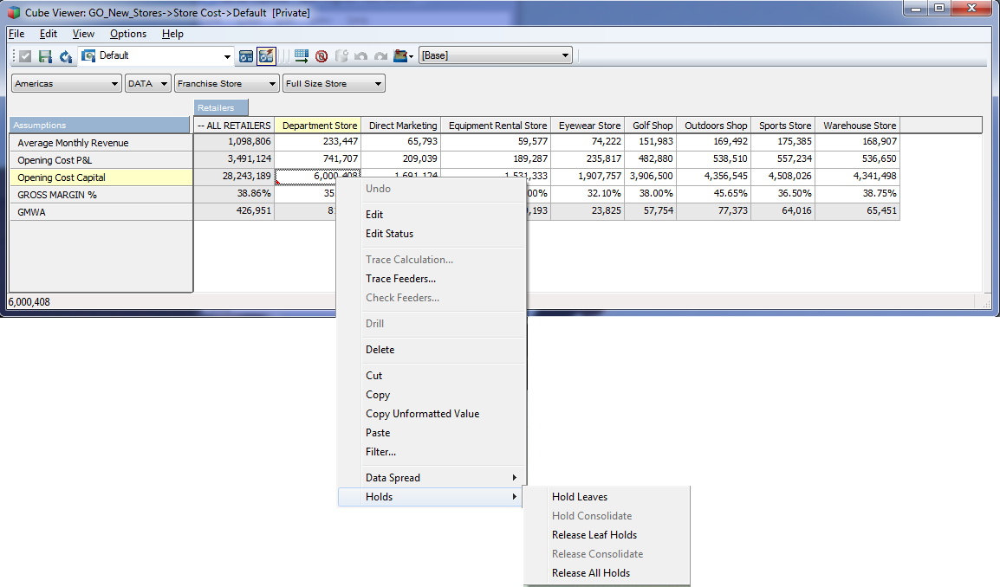 Cube Viewer: GO_New_Stores->Store Cost->Default [Private]
File Edit View Options Help
Default [Base]
Americas DATA Franchise Store Full Size Store
Retailers
Assumptions -- ALL RETAILERS Department Store Direct Marketing Equipment Rental Store Eyewear Store Golf Shop Outdoors Shop Sports Store Warehouse Store
Average Monthly Revenue 1,098,806 233,447 65,793 59,577 74,222 151,983 169,492 175,385 168,907
Opening Cost P&L 3,491,124 741,707 209,039 189,287 235,817 482,880 538,510 557,234 536,650
Opening Cost Capital 28,243,189 6,000,408 1,691,124 1,531,333 1,907,757 3,906,500 4,356,545 4,508,026 4,341,498
GROSS MARGIN % 38.86% 35 00% 32.10% 38.00% 45.65% 36.50% 38.75%
GMWA 426,951 81 ,193 23,825 57,754 77,373 64,016 65,451
6,000,408
Undo
Edit
Edit Status
Trace Calculation...
Trace Feeders...
Check Feeders...
Drill
Delete
Cut
Copy
Copy Unformatted Value
Paste
Filter...
Data Spread
Holds
Hold Leaves
Hold Consolidate
Release Leaf Holds
Release Consolidate
Release All Holds